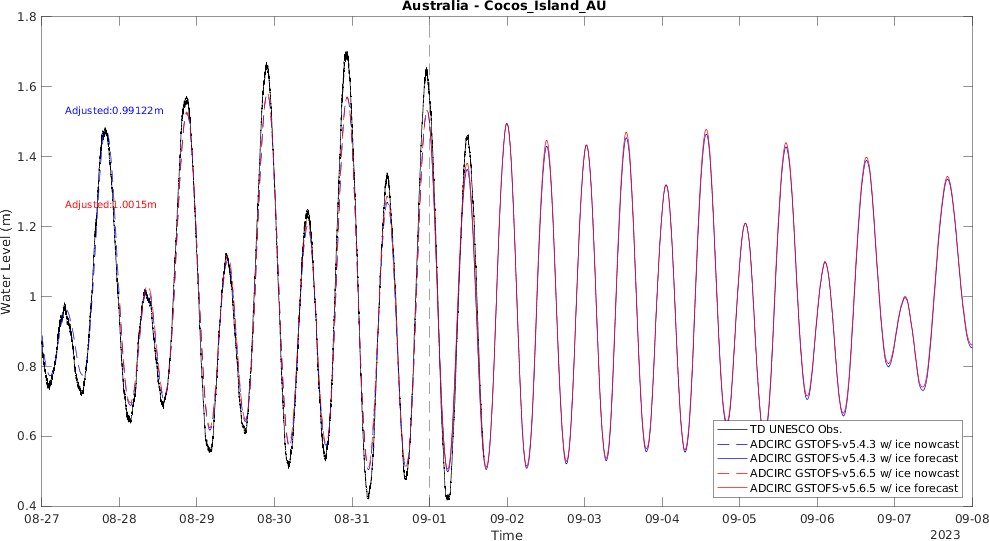 Australia - Cocos_Island_AU
1.8
1.6
1.4
1.2
1
0.8
0.6
0.4
Water Level (m)
Adjusted:0.99122m
Adjusted:1.0015m
TD UNESCO Obs.
ADCIRC GSTOFS-v5.4.3 w/ ice nowcast
ADCIRC GSTOFS-v5.4.3 w/ ice forecast
ADCIRC GSTOFS-v5.6.5 w/ ice nowcast
ADCIRC GSTOFS-v5.6.5 w/ ice forecast
08-27 08-28 08-29 08-30 08-31 09-01 09-02 09-03 09-04 09-05 09-06 09-07 09-08
Time
2023